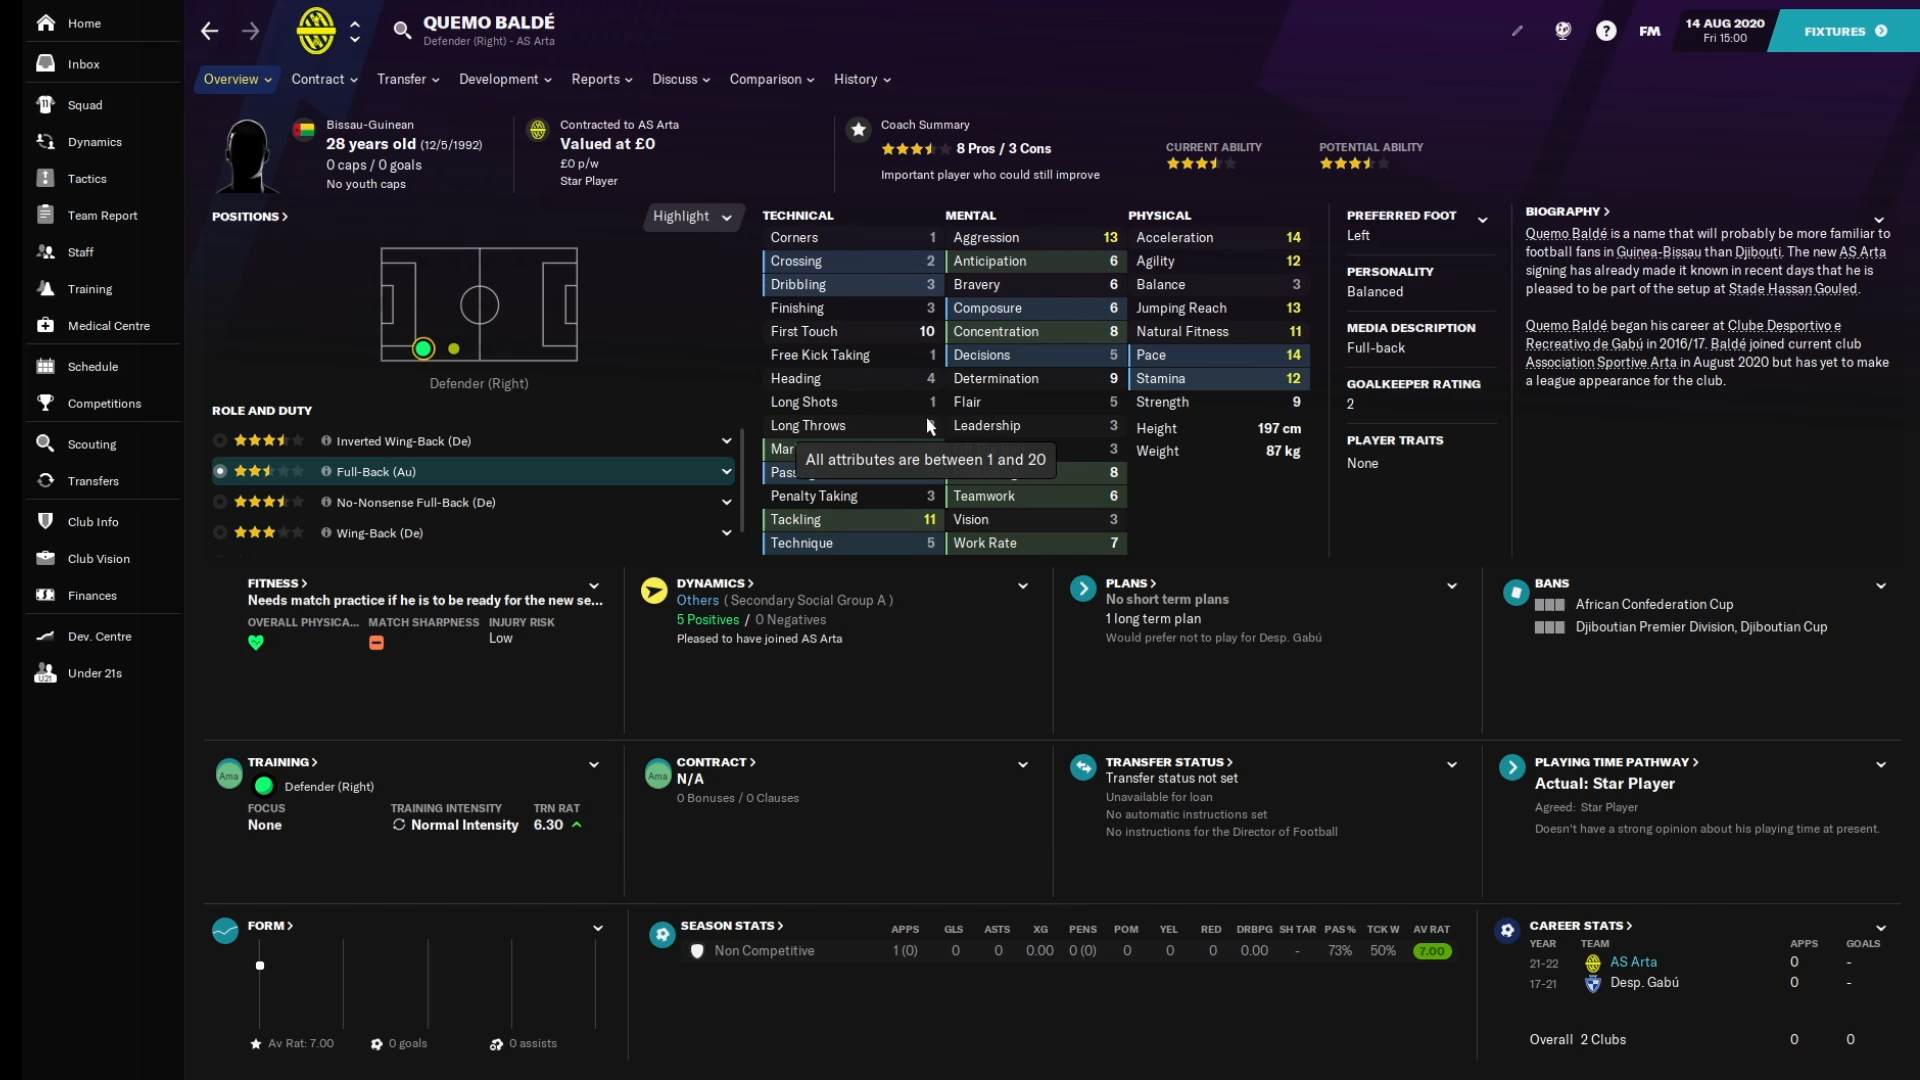 Home
Inbox
Squad
Dynamics
Tactics
Team Report
Staff
Training
Medical Centre
Schedule
Competitions
Scouting
Transfers
Club Info
Club Vision
Finances
Dev. Centre
Under 21s
QUEMO BALDÉ
Defender (Right) - AS Arta
FM
14 AUG 2020
Fri 15:00
FIXTURES
Overview
Contract
Transfer
Development
Reports
Discuss
Comparison
History
Bissau-Guinean
28 years old (12/5/1992)
0 caps / 0 goals
No youth caps
Contracted to AS Arta
Valued at £0
£0 p/w
Star Player
Coach Summary
8 Pros / 3 Cons
Important player who could still improve
CURRENT ABILITY
POTENTIAL ABILITY
POSITIONS >
Highlight
Defender (Right)
ROLE AND DUTY
Inverted Wing-Back (De)
Full-Back (Au)
No-Nonsense Full-Back (De)
Wing-Back (De)
TECHNICAL
Corners 1
Crossing 2
Dribbling 3
Finishing 3
First Touch 10
Free Kick Taking 1
Heading 4
Long Shots 1
Long Throws
Mar
Pass
Penalty Taking 3
Tackling 11
Technique 5
All attributes are between 1 and 20
MENTAL
Aggression 13
Anticipation 6
Bravery 6
Composure 6
Concentration 8
Decisions 5
Determination 9
Flair 5
Leadership 3
3
8
Teamwork 6
Vision 3
Work Rate 7
PHYSICAL
Acceleration 14
Agility 12
Balance 3
Jumping Reach 13
Natural Fitness 11
Pace 14
Stamina 12
Strength 9
Height 197 cm
Weight 87 kg
PREFERRED FOOT
Left
PERSONALITY
Balanced
MEDIA DESCRIPTION
Full-back
GOALKEEPER RATING
2
PLAYER TRAITS
None
BIOGRAPHY >
Quemo Baldé is a name that will probably be more familiar to
football fans in Guinea-Bissau than Djibouti. The new AS Arta
signing has already made it known in recent days that he is
pleased to be part of the setup at Stade Hassan Gouled.
Quemo Baldé began his career at Clube Desportivo e
Recreativo de Gabú in 2016/17. Baldé joined current club
Association Sportive Arta in August 2020 but has yet to make
a league appearance for the club.
FITNESS >
Needs match practice if he is to be ready for the new se...
OVERALL PHYSICA... MATCH SHARPNESS INJURY RISK
Low
DYNAMICS >
Others ( Secondary Social Group A )
5 Positives / 0 Negatives
Pleased to have joined AS Arta
PLANS >
No short term plans
1 long term plan
Would prefer not to play for Desp. Gabú
BANS
African Confederation Cup
Djiboutian Premier Division, Djiboutian Cup
TRAINING >
Ama
Defender (Right)
FOCUS TRAINING INTENSITY TRN RAT
None Normal Intensity 6.30
CONTRACT >
Ama
N/A
0 Bonuses / 0 Clauses
TRANSFER STATUS >
Transfer status not set
Unavailable for loan
No automatic instructions set
No instructions for the Director of Football
PLAYING TIME PATHWAY >
Actual: Star Player
Agreed: Star Player
Doesn't have a strong opinion about his playing time at present.
FORM >
Av Rat: 7.00 0 goals 0 assists
SEASON STATS > APPS GLS ASTS XG PENS POM YEL RED DRBPG SH TAR PAS % TCK W AV RAT
Non Competitive 1 (0) 0 0 0.00 0 (0) 0 0 0 0.00 - 73% 50% 7.00
CAREER STATS >
YEAR TEAM APPS GOALS
21-22 AS Arta 0 -
17-21 Desp. Gabú 0 -
Overall 2 Clubs 0 0